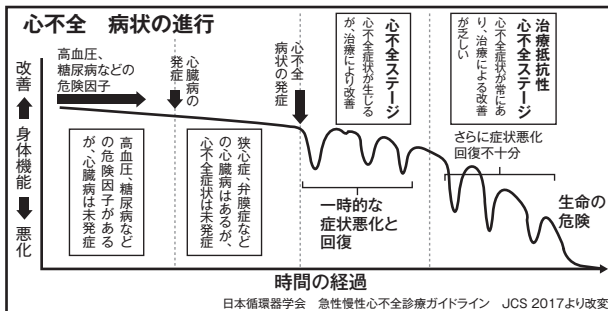 心不全　病状の進行
高血圧、
糖尿病などの
危険因子
心臓病の
発症
心不全
病状の発症
心不全ステージ
心不全症状が生じる
が、治療により改善
治療抵抗性
心不全ステージ
心不全症状が常にあ
り、治療による改善
が乏しい
改善
身体機能
悪化
高血圧、糖尿病など
の危険因子がある
が、心臓病は未発症
狭心症、弁膜症など
の心臓病はあるが、
心不全症状は未発症
一時的な
症状悪化と
回復
さらに症状悪化
回復不十分
生命の
危険
時間の経過
日本循環器学会　急性慢性心不全診療ガイドライン　JCS 2017より改変